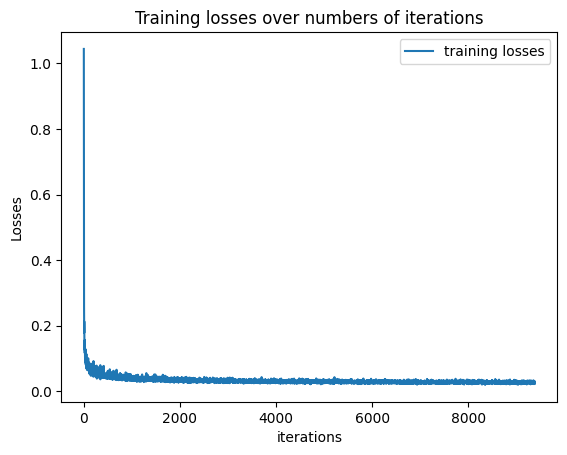 Training losses over numbers of iterations
training losses
Losses
1.0
0.8
0.6
0.4
0.2
0.0
0 2000 4000 6000 8000
iterations